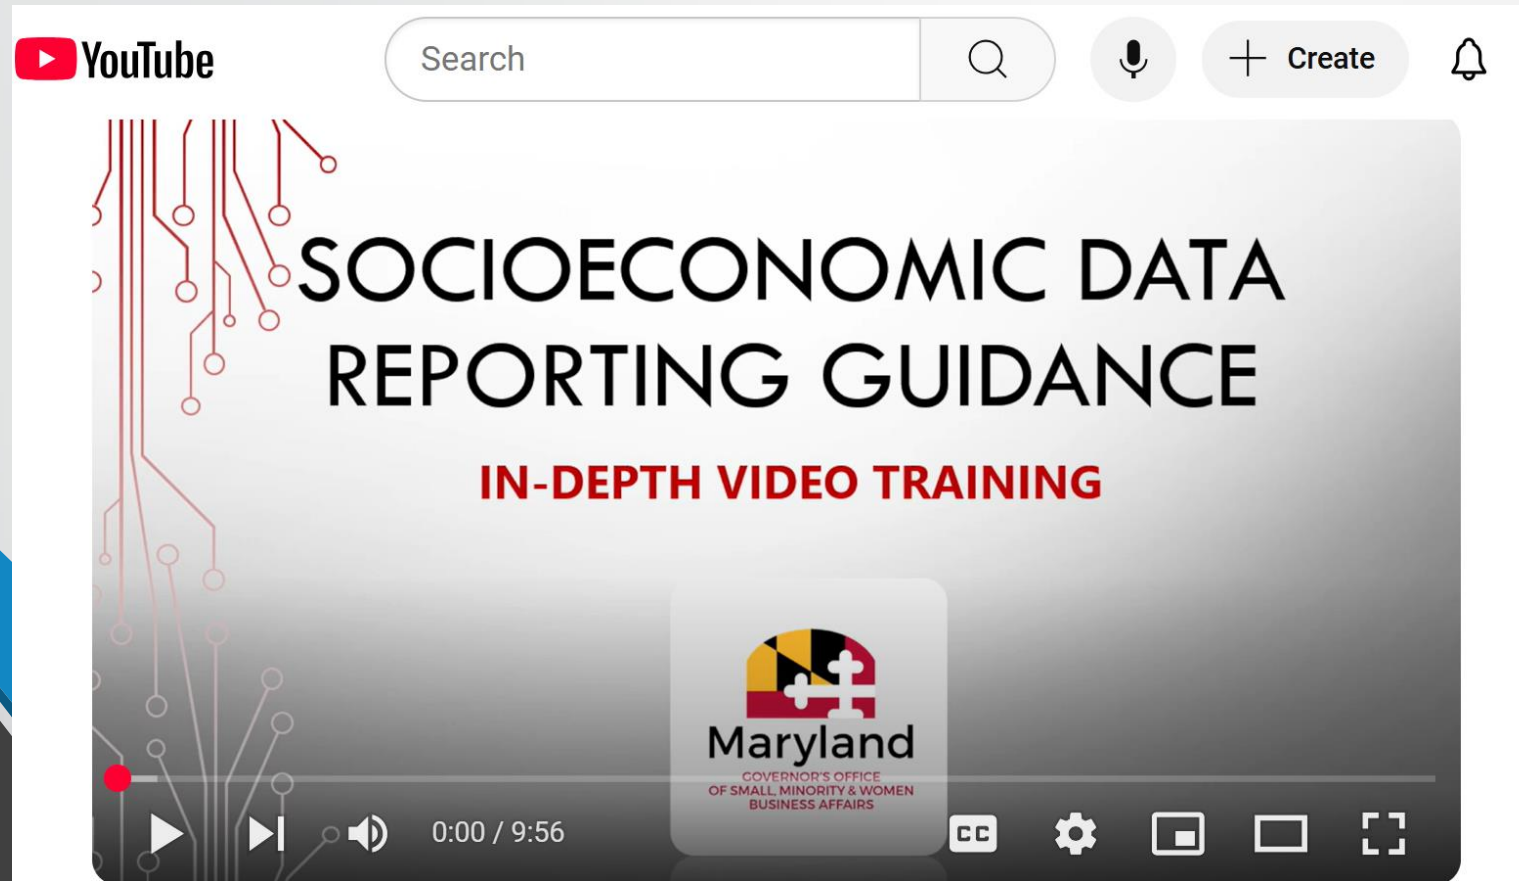 YouTube
Search
Create
SOCIOECONOMIC DATA
REPORTING GUIDANCE
IN-DEPTH VIDEO TRAINING
Maryland
GOVERNOR'S OFFICE
OF SMALL, MINORITY & WOMEN
BUSINESS AFFAIRS
0:00 / 9:56
CC